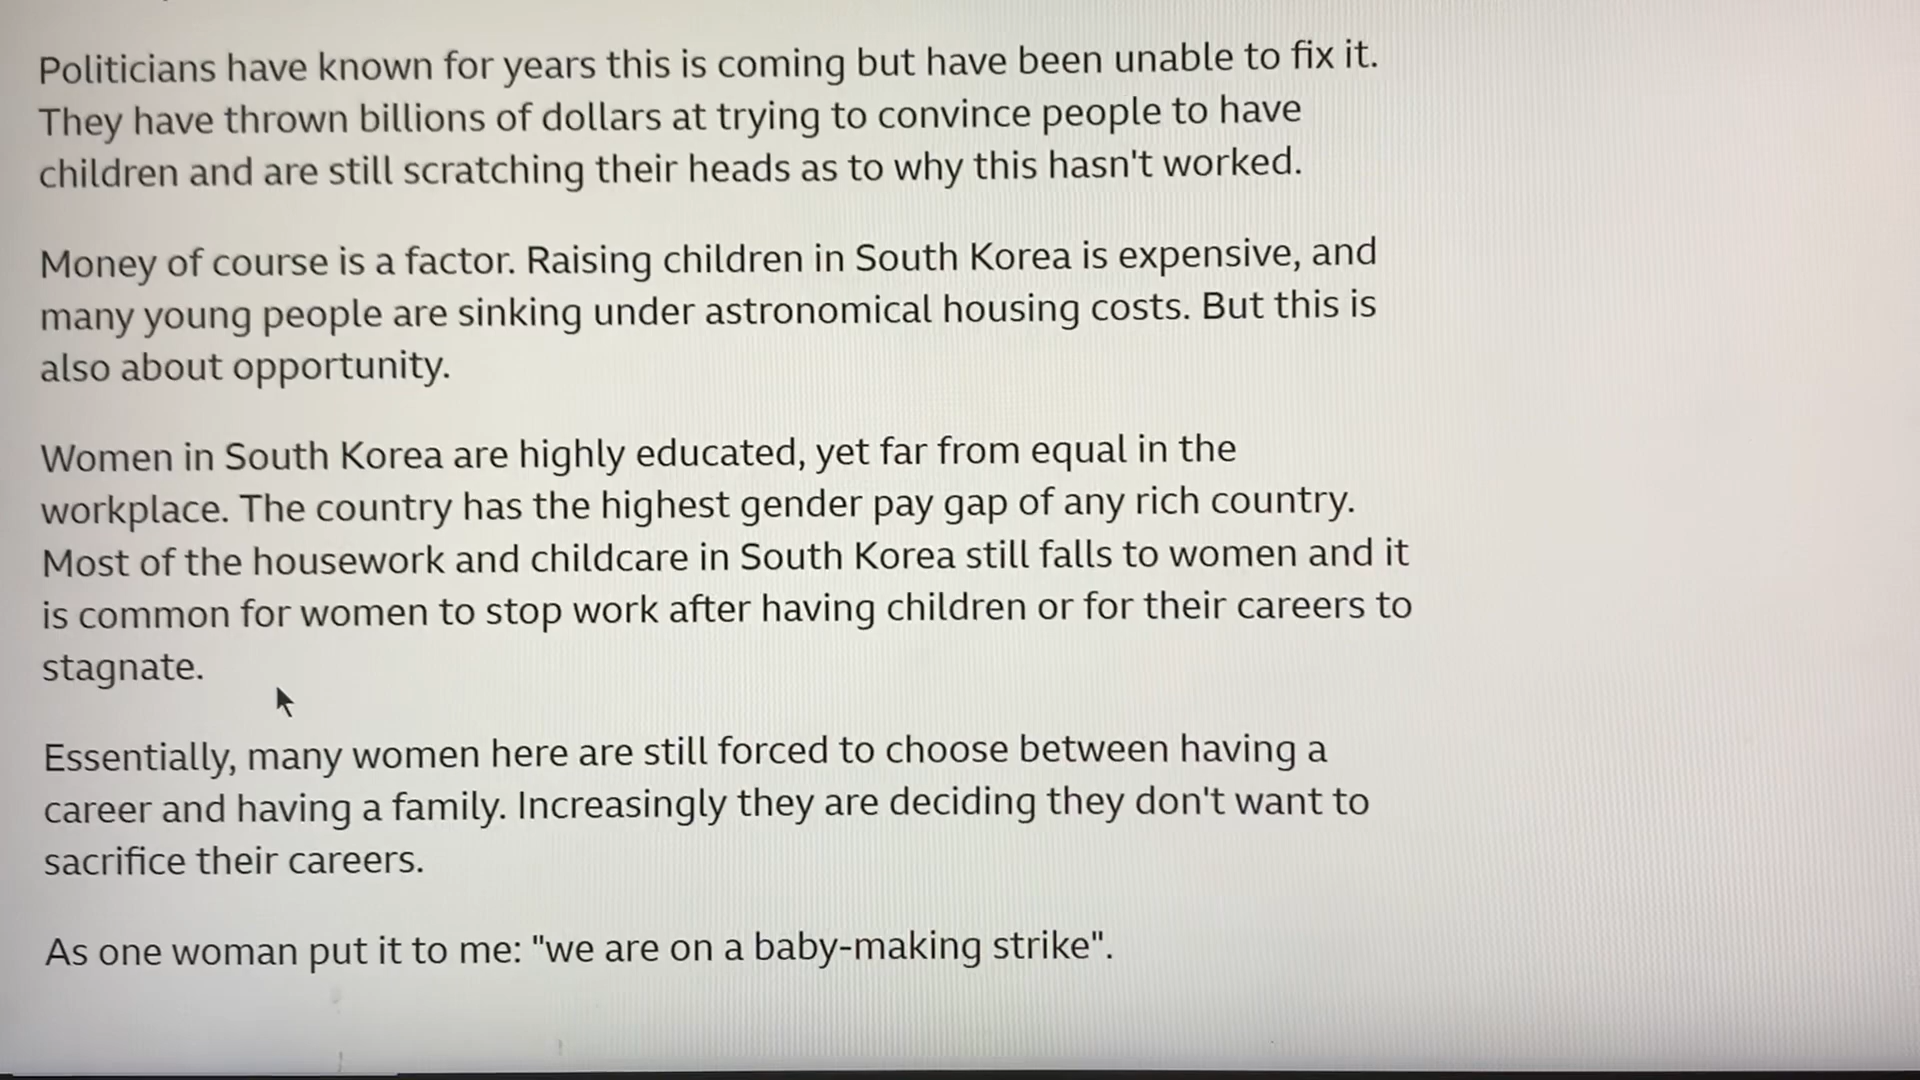 Politicians have known for years this is coming but have been unable to fix it.
They have thrown billions of dollars at trying to convince people to have
children and are still scratching their heads as to why this hasn't worked.
Money of course is a factor. Raising children in South Korea is expensive, and
many young people are sinking under astronomical housing costs. But this is
also about opportunity.
Women in South Korea are highly educated, yet far from equal in the
workplace. The country has the highest gender pay gap of any rich country.
Most of the housework and childcare in South Korea still falls to women and it
is common for women to stop work after having children or for their careers to
stagnate.
Essentially, many women here are still forced to choose between having a
career and having a family. Increasingly they are deciding they don't want to
sacrifice their careers.
As one woman put it to me: "we are on a baby-making strike".